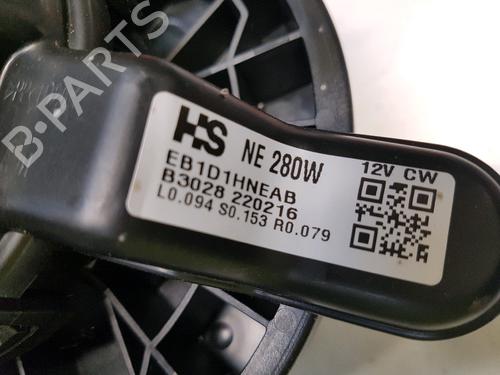 B-PARTS
HS NE 280W
12V CW
EB1D1HNEAB
B3028 220216
L0.094 S0.153 R0.079
A